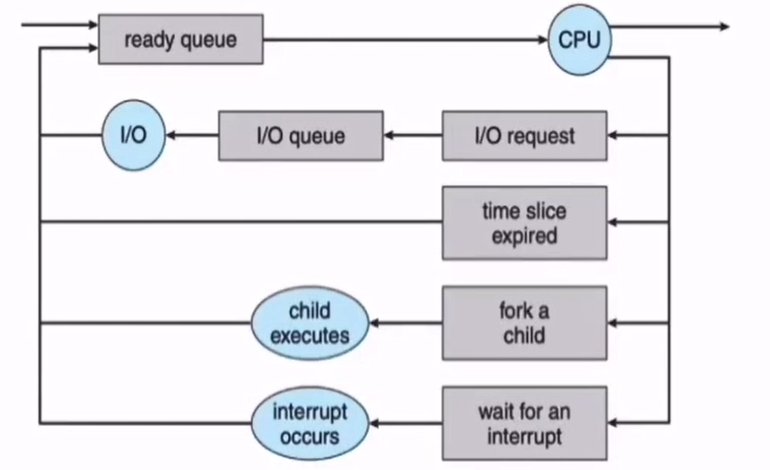 ready queue
CPU
I/O
I/O queue
I/O request
time slice
expired
child
executes
fork a
child
interrupt
occurs
wait for an
interrupt